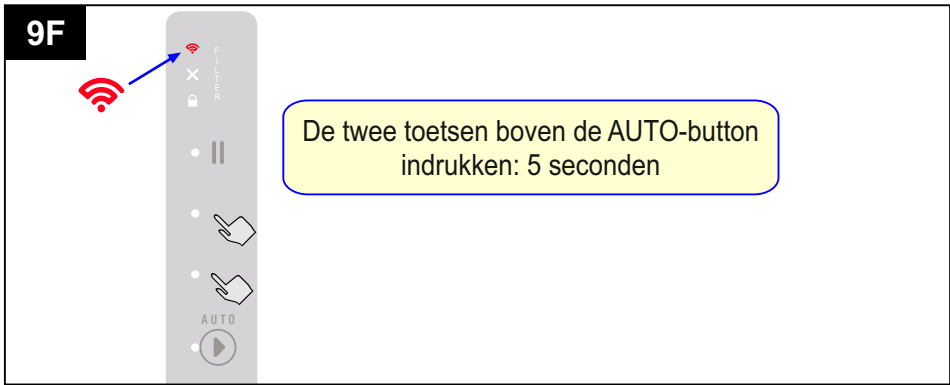 9F
FILTER
De twee toetsen boven de AUTO-button
indrukken: 5 seconden
AUTO